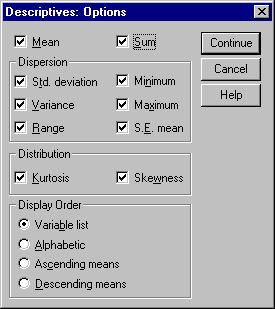 Descriptives: Options
Mean Sum Continue
Dispersion Cancel
Std. deviation Minimum
Variance Maximum Help
Range S.E. mean
Distribution
Kurtosis Skewness
Display Order
Variable list
Alphabetic
Ascending means
Descending means